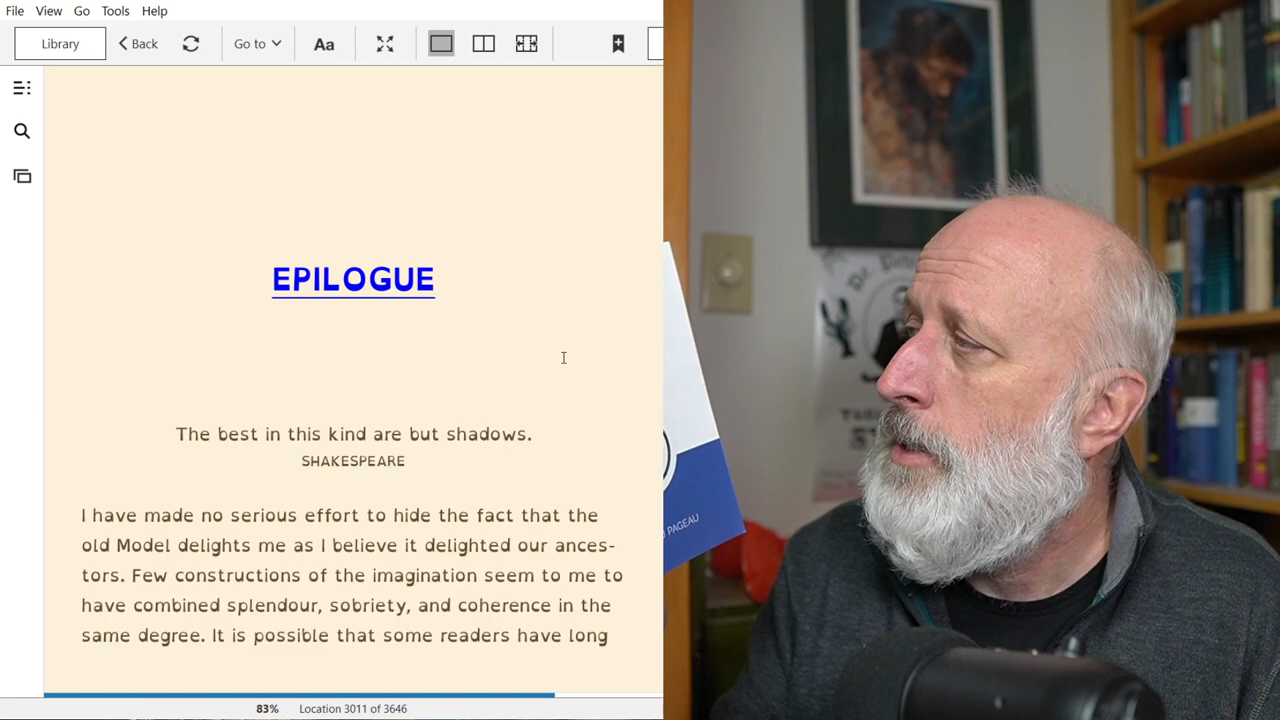 File View Go Tools Help
Library Back Go to Aa
EPILOGUE
The best in this kind are but shadows.
SHAKESPEARE
I have made no serious effort to hide the fact that the
old Model delights me as I believe it delighted our ances-
tors. Few constructions of the imagination seem to me to
have combined splendour, sobriety, and coherence in the
same degree. It is possible that some readers have long
83% Location 3011 of 3646
PAGEAU
Dr.